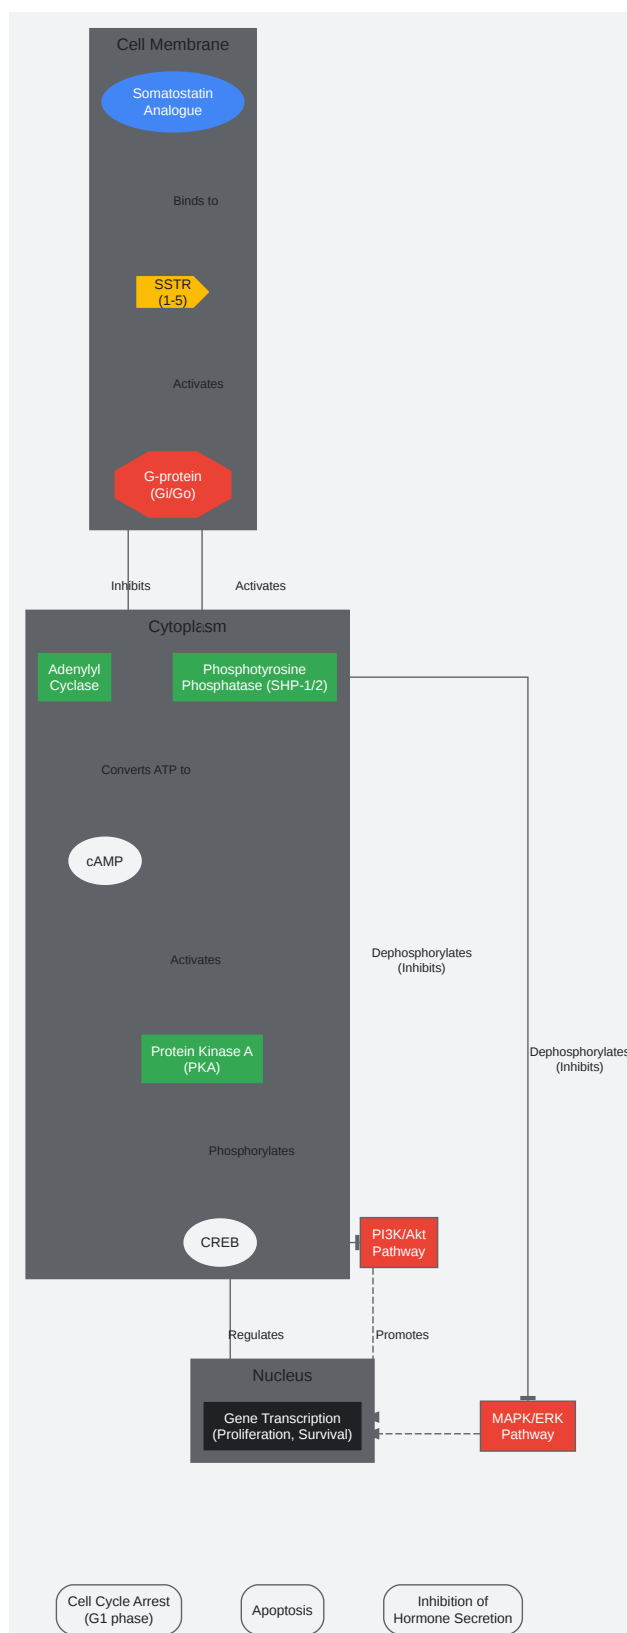 Cell Membrane
Somatostatin
Analogue
Binds to
SSTR
(1-5)
Activates
G-protein
(Gi/Go)
Inhibits
Activates
Cytoplasm
Adenylyl
Cyclase
Phosphotyrosine
Phosphatase (SHP-1/2)
Converts ATP to
cAMP
Activates
Dephosphorylates
(Inhibits)
Dephosphorylates
(Inhibits)
Protein Kinase A
(PKA)
Phosphorylates
CREB
PI3K/Akt
Pathway
Regulates
Promotes
Nucleus
Gene Transcription
(Proliferation, Survival)
MAPK/ERK
Pathway
Cell Cycle Arrest
(G1 phase)
Apoptosis
Inhibition of
Hormone Secretion